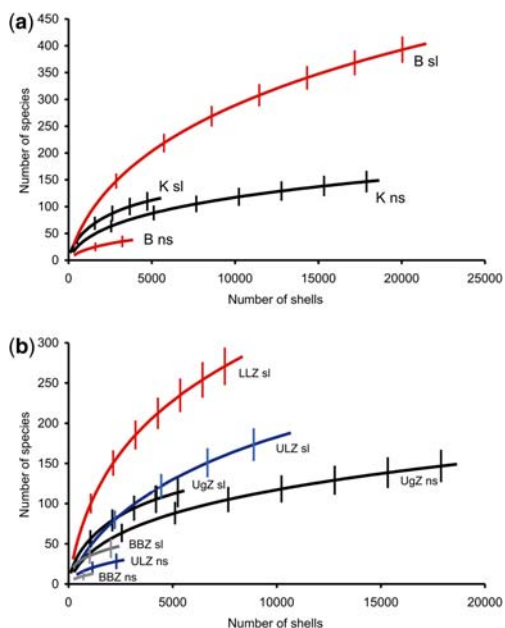 (a)
450
400
350
300
250
200
150
100
50
0
Number of species
B sl
K sl
K ns
B ns
0 5000 10000 15000 20000 25000
Number of shells
(b)
300
250
200
150
100
50
0
Number of species
LLZ sl
ULZ sl
UgZ sl
UgZ ns
BBZ sl
ULZ ns
BBZ ns
0 5000 10000 15000 20000
Number of shells